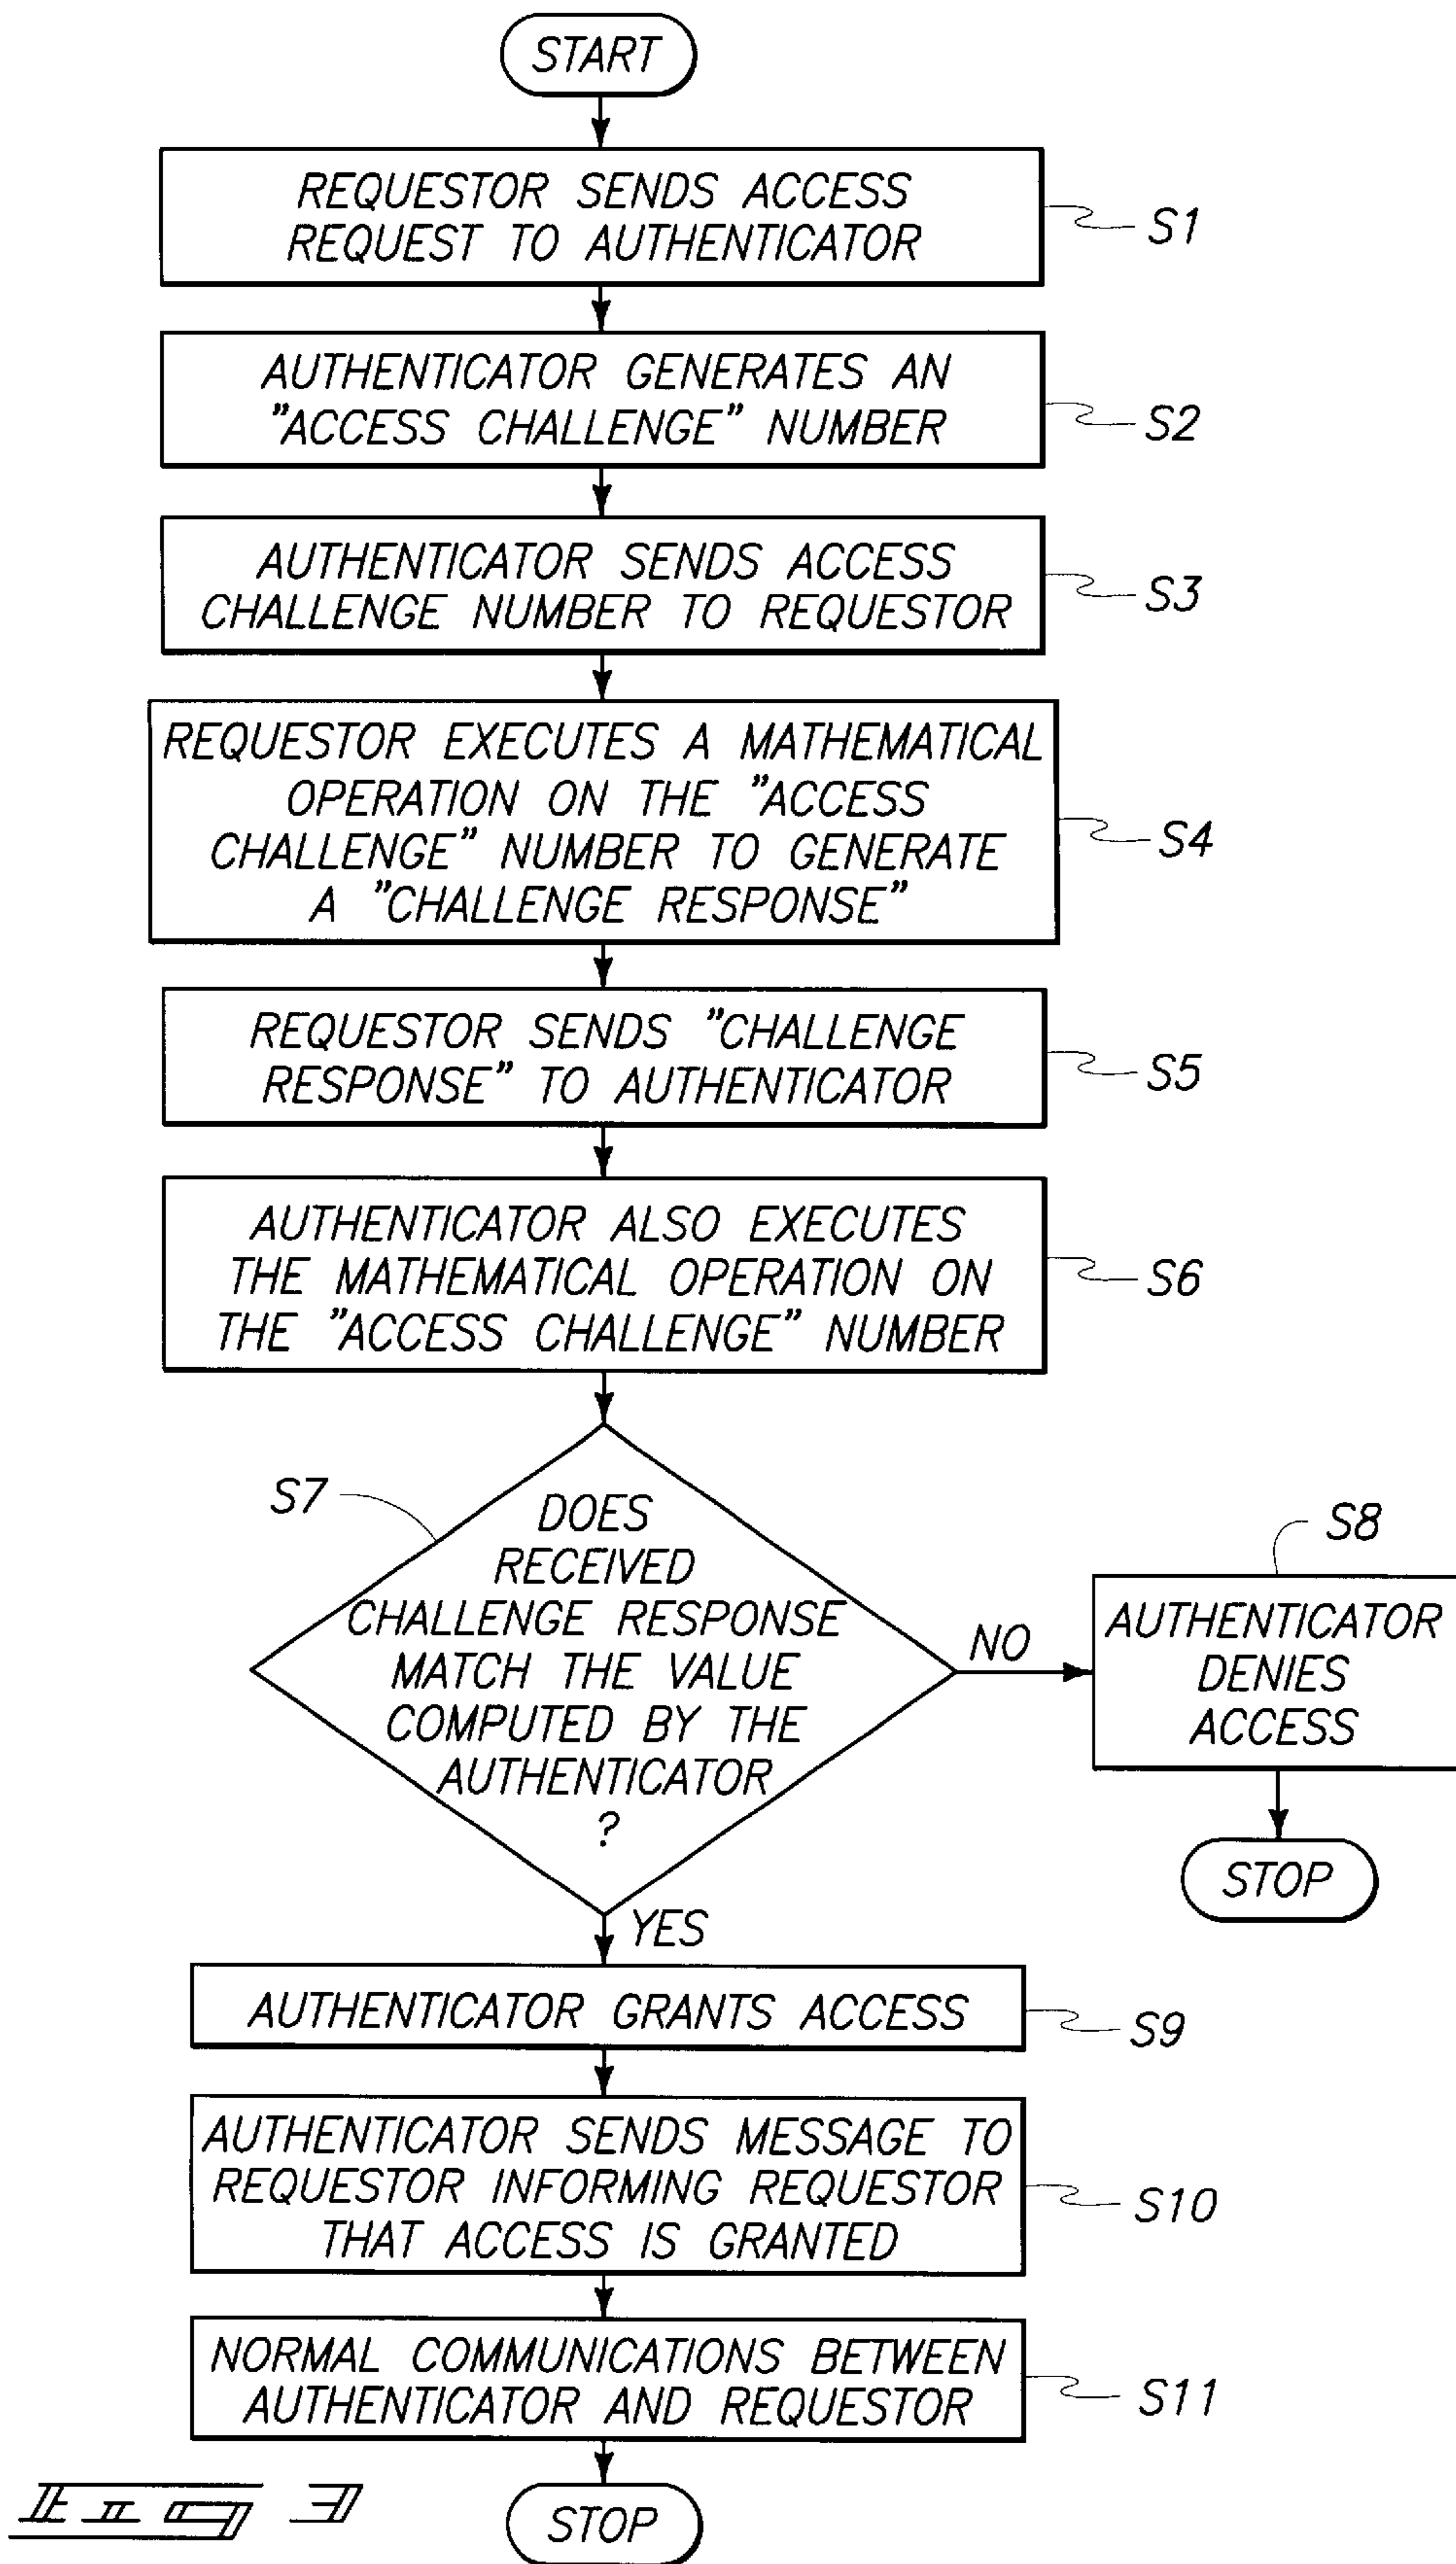 START
REQUESTOR SENDS ACCESS
REQUEST TO AUTHENTICATOR
S1
AUTHENTICATOR GENERATES AN
"ACCESS CHALLENGE" NUMBER
S2
AUTHENTICATOR SENDS ACCESS
CHALLENGE NUMBER TO REQUESTOR
S3
REQUESTOR EXECUTES A MATHEMATICAL
OPERATION ON THE "ACCESS
CHALLENGE" NUMBER TO GENERATE
A "CHALLENGE RESPONSE"
S4
REQUESTOR SENDS "CHALLENGE
RESPONSE" TO AUTHENTICATOR
S5
AUTHENTICATOR ALSO EXECUTES
THE MATHEMATICAL OPERATION ON
THE "ACCESS CHALLENGE" NUMBER
S6
S7
DOES
RECEIVED
CHALLENGE RESPONSE
MATCH THE VALUE
COMPUTED BY THE
AUTHENTICATOR
?
NO
S8
AUTHENTICATOR
DENIES
ACCESS
STOP
YES
AUTHENTICATOR GRANTS ACCESS
S9
AUTHENTICATOR SENDS MESSAGE TO
REQUESTOR INFORMING REQUESTOR
THAT ACCESS IS GRANTED
S10
NORMAL COMMUNICATIONS BETWEEN
AUTHENTICATOR AND REQUESTOR
S11
STOP
Fig 3